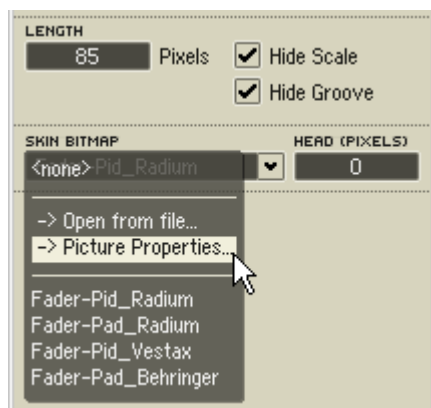 LENGTH
85 Pixels Hide Scale
Hide Groove
SKIN BITMAP HEAD (PIXELS)
<none> Pid_Radium 0
-> Open from file...
-> Picture Properties...
Fader-Pid_Radium
Fader-Pad_Radium
Fader-Pid_Vestax
Fader-Pad_Behringer